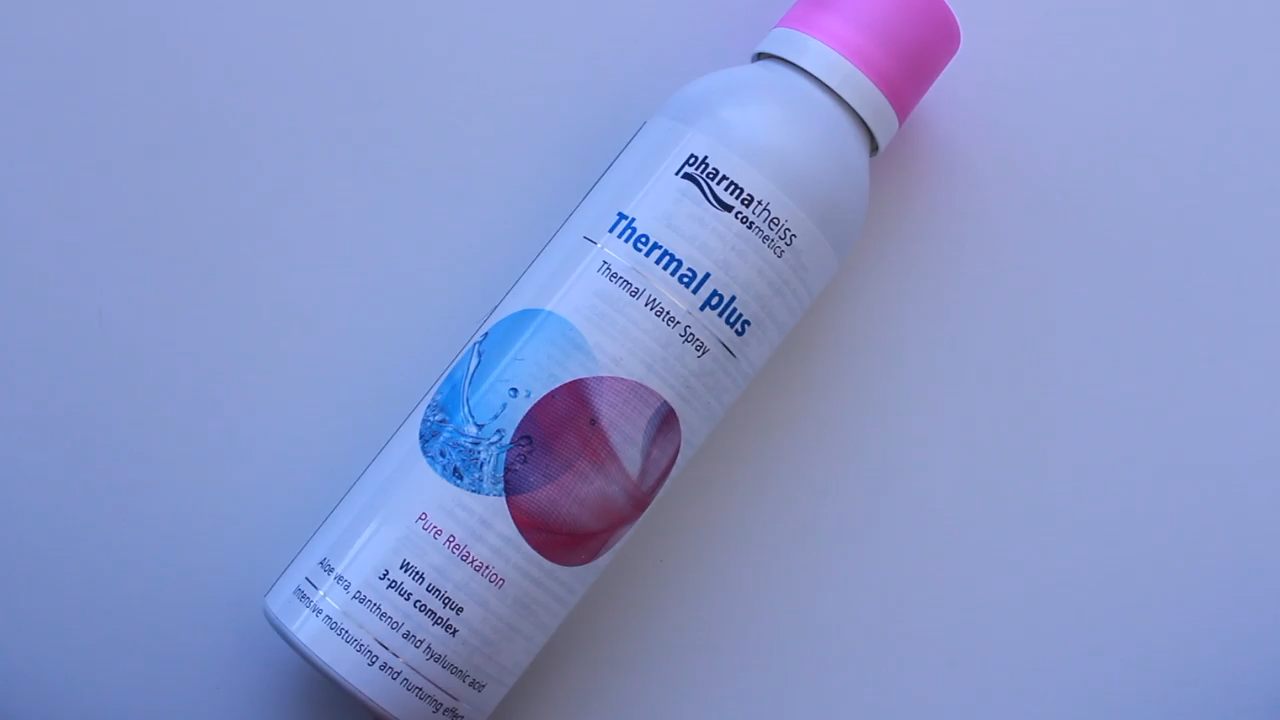 pharmatheiss
cosmetics
Thermal plus
Thermal Water Spray
Pure Relaxation
With unique
3-plus complex
Aloe vera, panthenol and hyaluronic acid
Intensive moisturising and nurturing effec